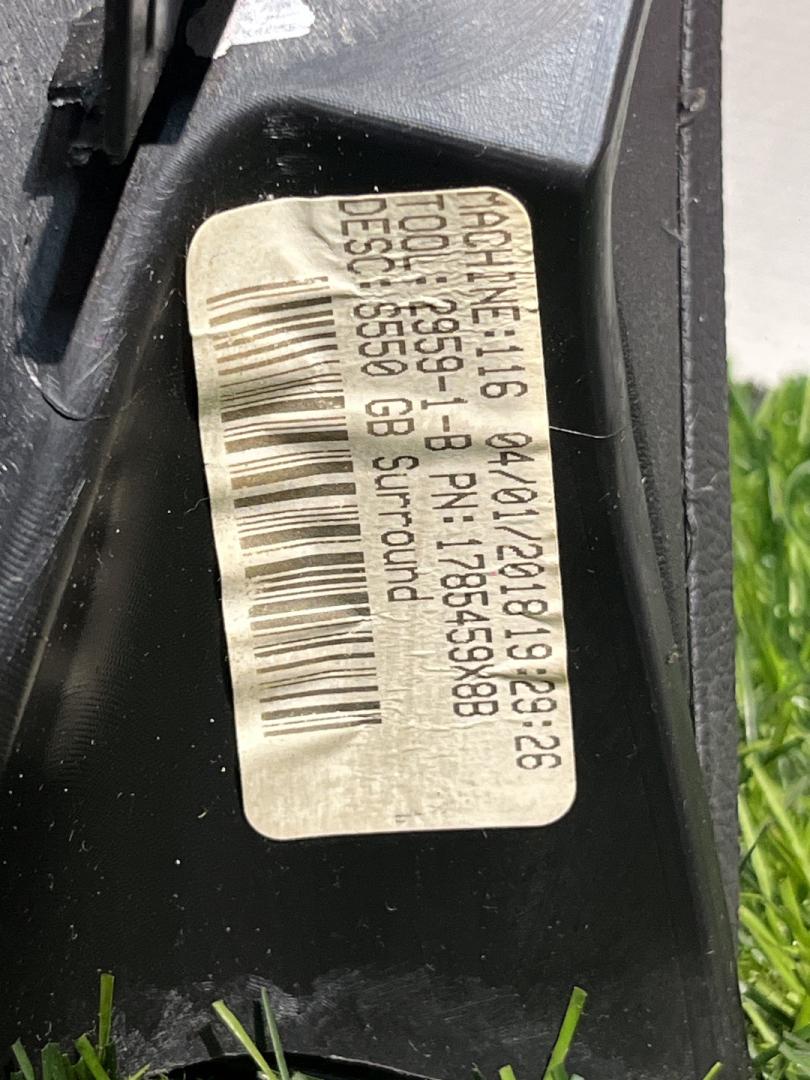 MACHINE:116 04/01/2018/19:29:26
TOOL: 2959-1-B PN:1785459X8B
DESC: S550 GB Surround